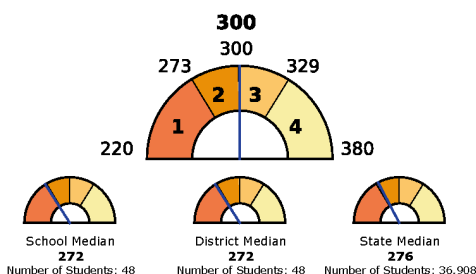 300
300
273 329
2 3
1 4
220 380
School Median District Median State Median
272 272 276
Number of Students: 48 Number of Students: 48 Number of Students: 36,908